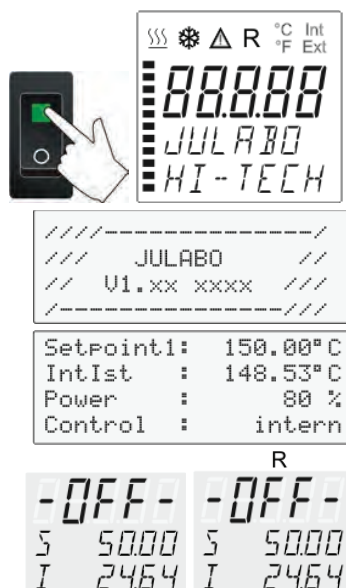 R °C Int
°F Ext
88.8.8.8
JULABO
HI-TECH
////---------------/
/// JULABO //
// V1.xx xxxx ///
/----------------///
Setpoint1: 150.00°C
IntIst : 148.53°C
Power : 80 %
Control : intern
R
-OFF- -OFF-
S 50.00 S 50.00
I 24.64 I 24.64